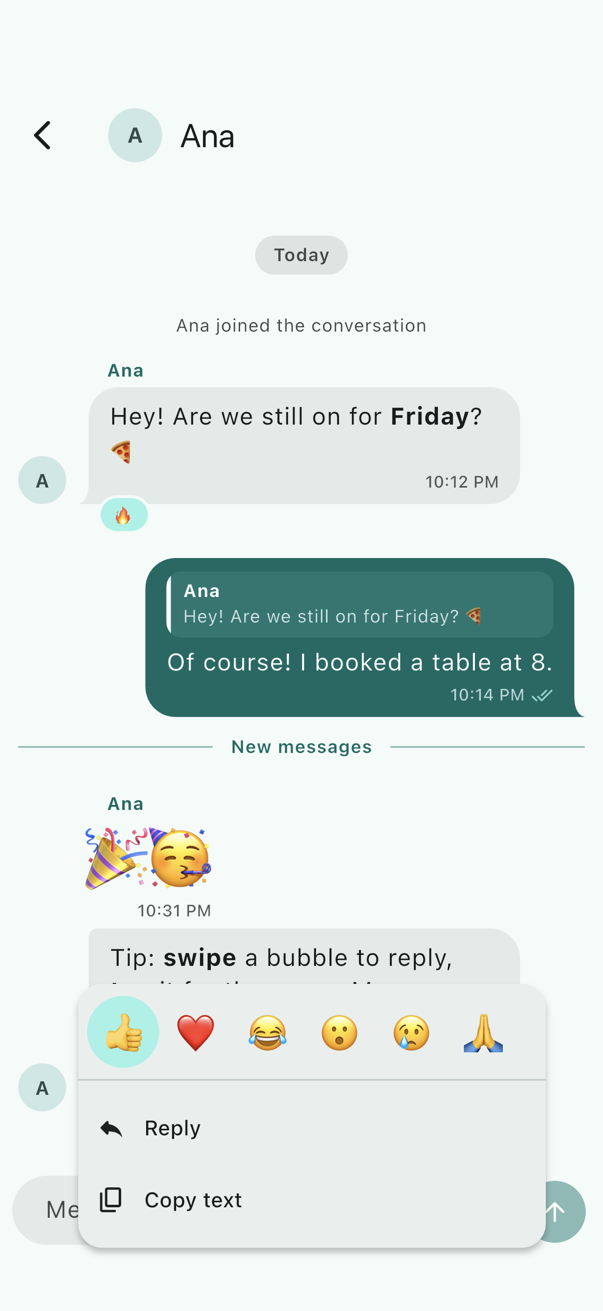 A Ana
Today
Ana joined the conversation
Ana
Hey! Are we still on for Friday?
🍕
A
10:12 PM
🔥
Ana
Hey! Are we still on for Friday? 🍕
Of course! I booked a table at 8.
10:14 PM
New messages
Ana
🎉🥳
10:31 PM
Tip: swipe a bubble to reply,
👍 ❤️ 😂 😮 😢 🙏
A
Reply
Copy text
Me